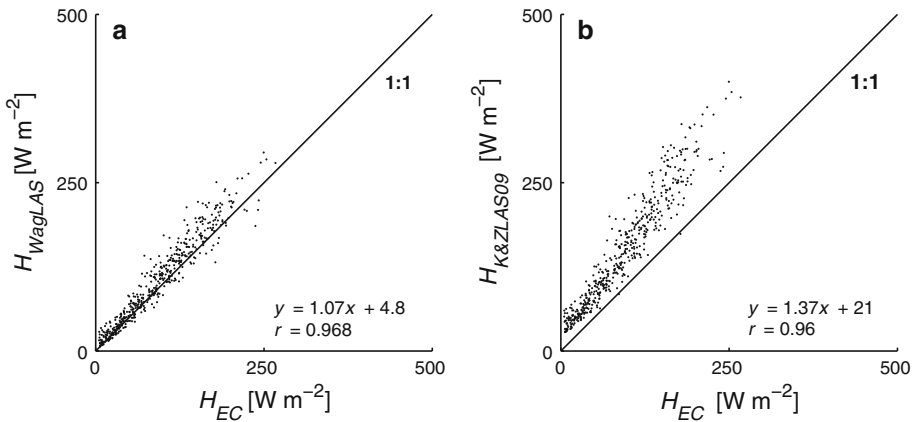 a
500
250
0
0
250
500
H_WagLAS [W m⁻²]
H_EC [W m⁻²]
1:1
y = 1.07x + 4.8
r = 0.968
b
500
250
0
0
250
500
H_K&ZLAS09 [W m⁻²]
H_EC [W m⁻²]
1:1
y = 1.37x + 21
r = 0.96